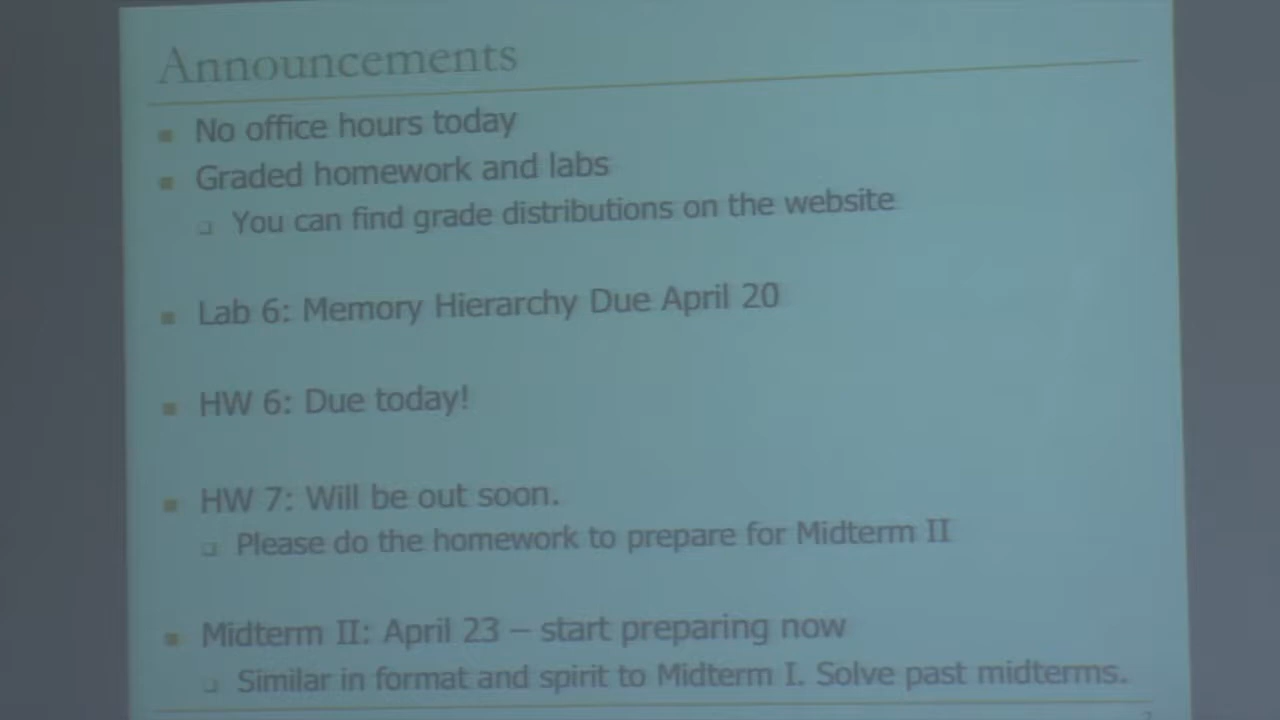 Announcements
No office hours today
Graded homework and labs
You can find grade distributions on the website
Lab 6: Memory Hierarchy Due April 20
HW 6: Due today!
HW 7: Will be out soon.
Please do the homework to prepare for Midterm II
Midterm II: April 23 – start preparing now
Similar in format and spirit to Midterm I. Solve past midterms.